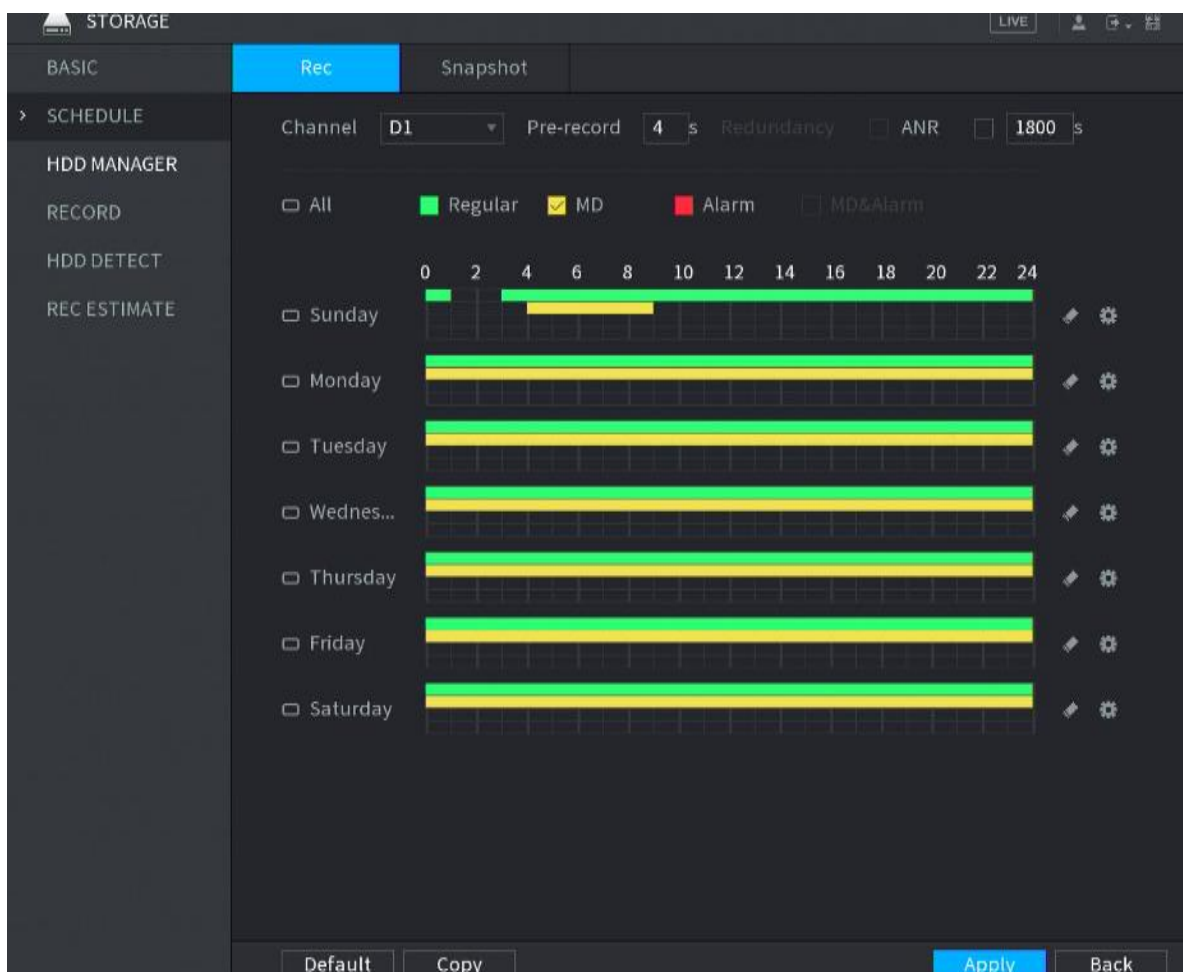 STORAGE
LIVE
BASIC
Rec
Snapshot
SCHEDULE
Channel D1 Pre-record 4 s Redundancy ANR 1800 s
HDD MANAGER
RECORD
All Regular MD Alarm MD&Alarm
HDD DETECT
0 2 4 6 8 10 12 14 16 18 20 22 24
REC ESTIMATE
Sunday
Monday
Tuesday
Wednes...
Thursday
Friday
Saturday
Default Copy Apply Back